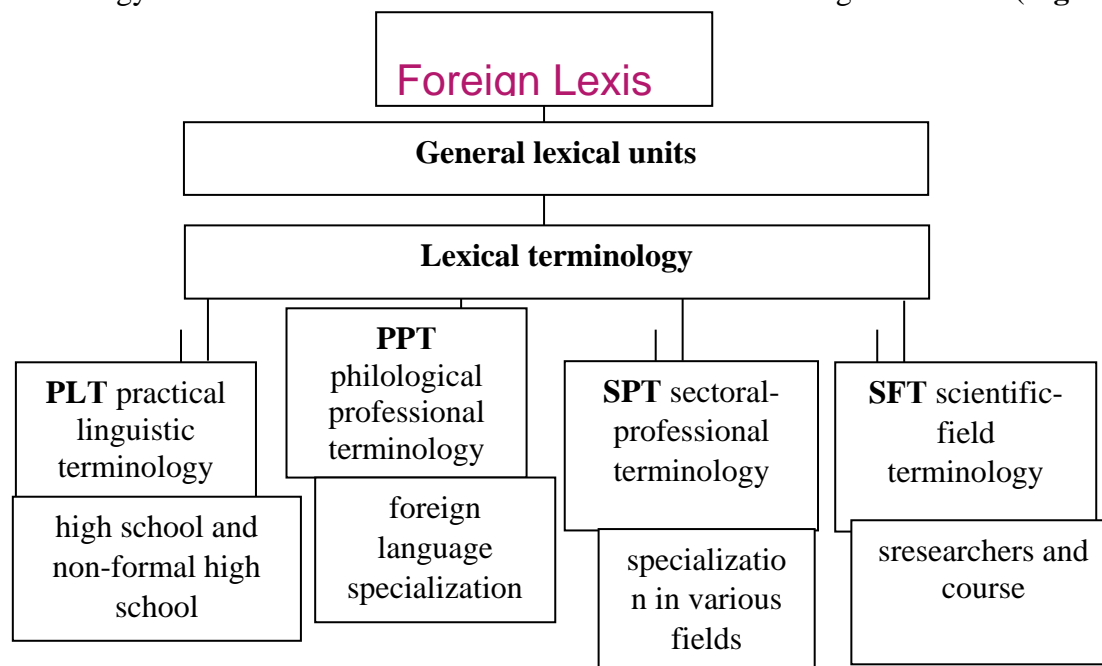 Foreign Lexis
General lexical units
Lexical terminology
PLT practical
linguistic
terminology
high school and
non-formal high
school
PPT
philological
professional
terminology
foreign
language
specialization
SPT sectoral-
professional
terminology
specializatio
n in various
fields
SFT scientific-
field
terminology
sresearchers and
course